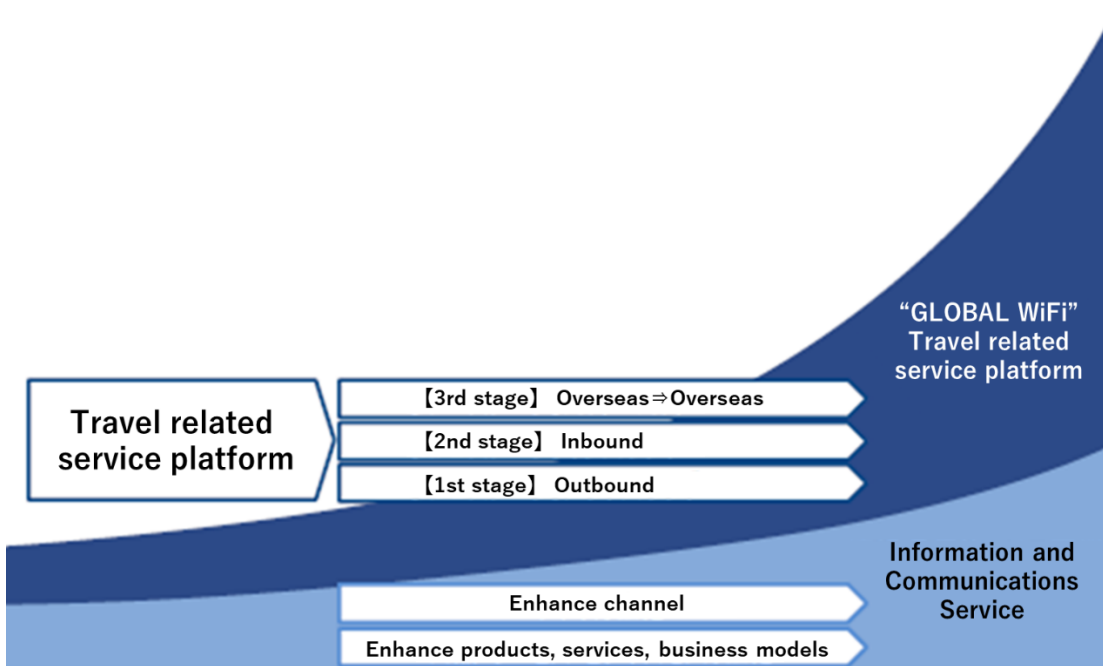 “GLOBAL WiFi”
Travel related
service platform
Travel related
service platform
【3rd stage】 Overseas⇒Overseas
【2nd stage】 Inbound
【1st stage】 Outbound
Information and
Communications
Service
Enhance channel
Enhance products, services, business models